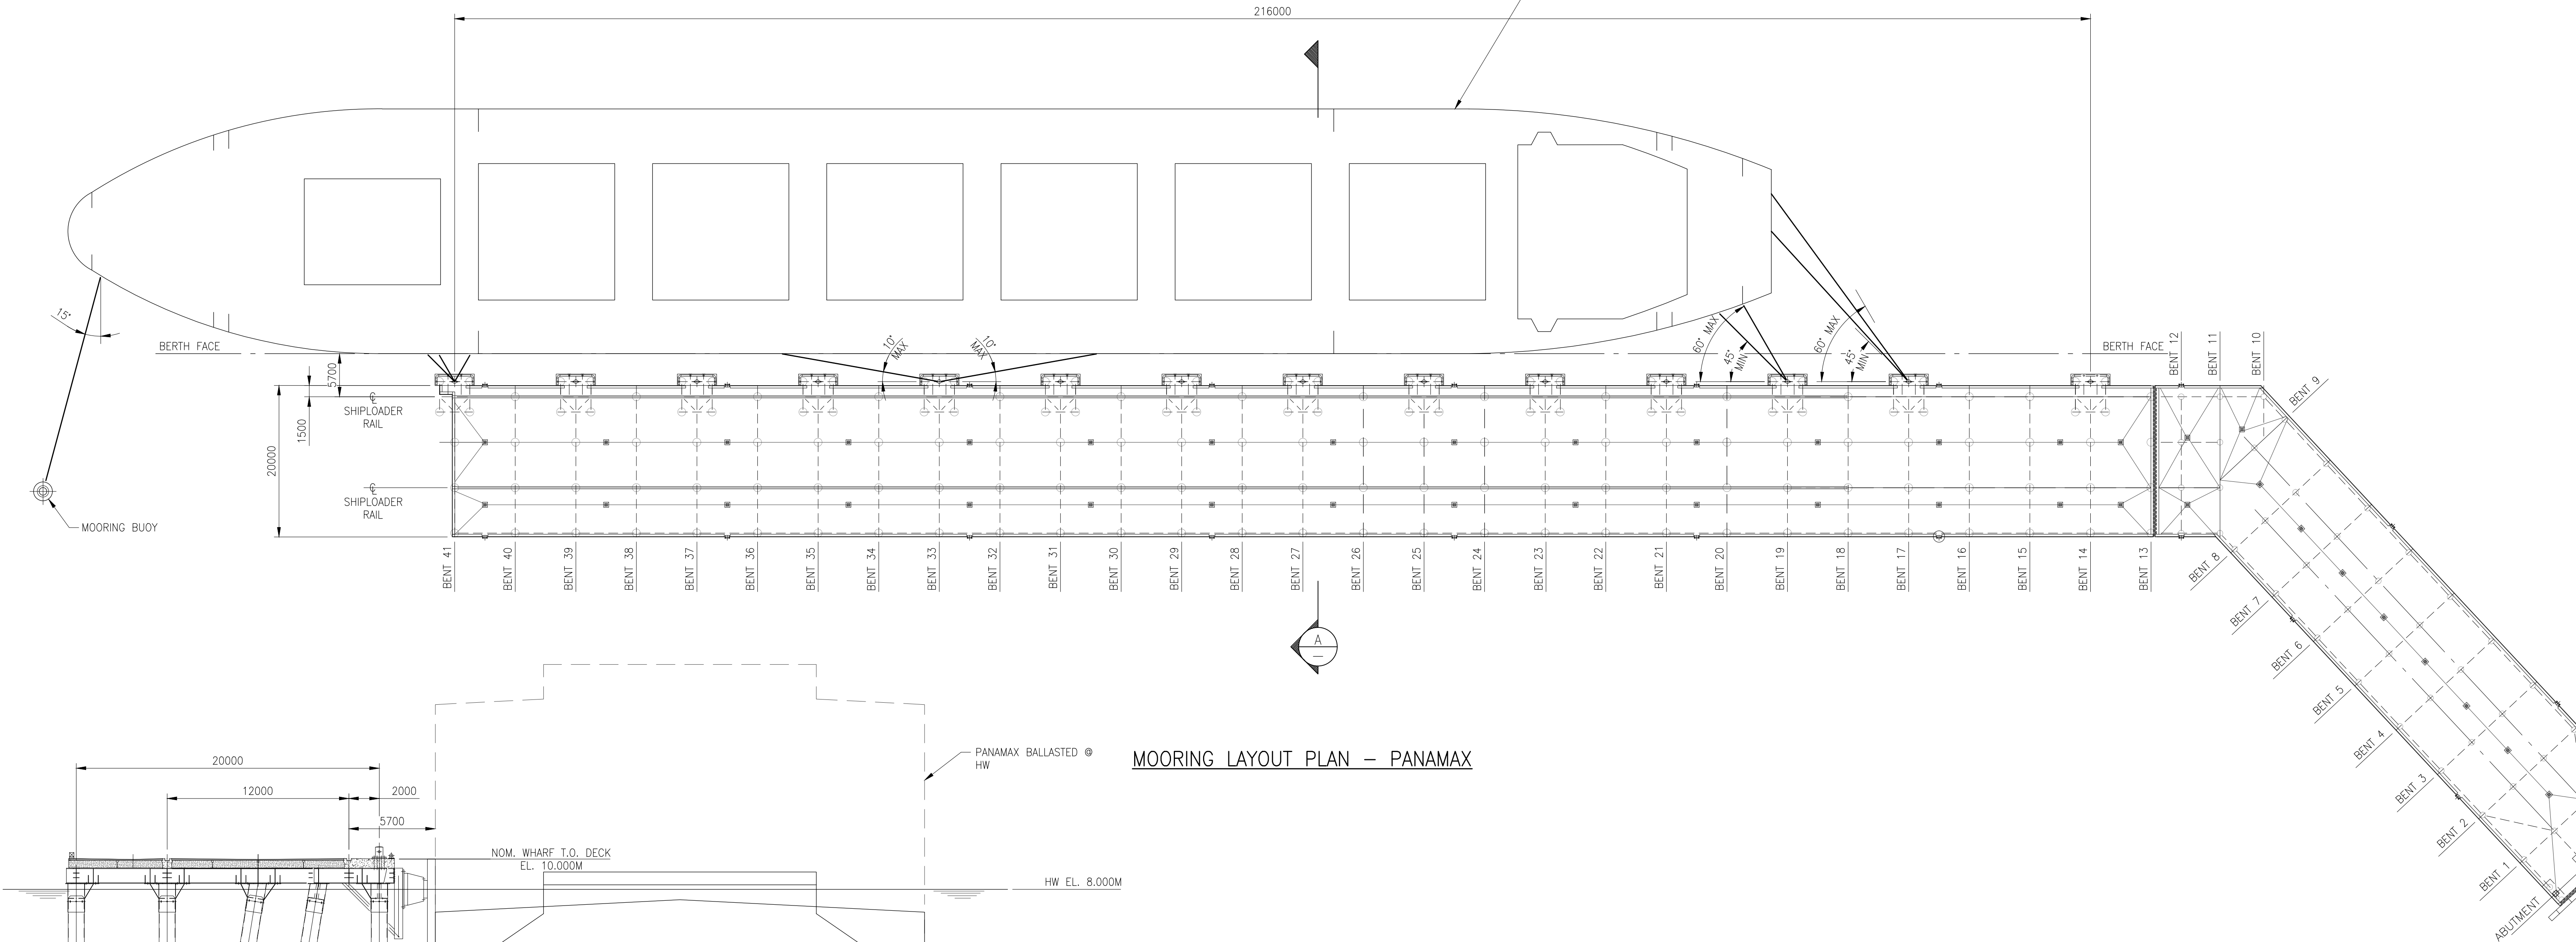 216000
15°
BERTH FACE
5700
10°
MAX
10°
MAX
60° MAX
45°
MIN
60° MAX
45°
MIN
BERTH FACE
BENT 12
BENT 11
BENT 10
BENT 9
℄
SHIPLOADER
RAIL
1500
20000
℄
SHIPLOADER
RAIL
MOORING BUOY
BENT 41
BENT 40
BENT 39
BENT 38
BENT 37
BENT 36
BENT 35
BENT 34
BENT 33
BENT 32
BENT 31
BENT 30
BENT 29
BENT 28
BENT 27
BENT 26
BENT 25
BENT 24
BENT 23
BENT 22
BENT 21
BENT 20
BENT 19
BENT 18
BENT 17
BENT 16
BENT 15
BENT 14
BENT 13
BENT 8
BENT 7
BENT 6
BENT 5
BENT 4
BENT 3
BENT 2
BENT 1
ABUTMENT
A
–
MOORING LAYOUT PLAN – PANAMAX
PANAMAX BALLASTED @
HW
20000
12000
2000
5700
NOM. WHARF T.O. DECK
EL. 10.000M
HW EL. 8.000M